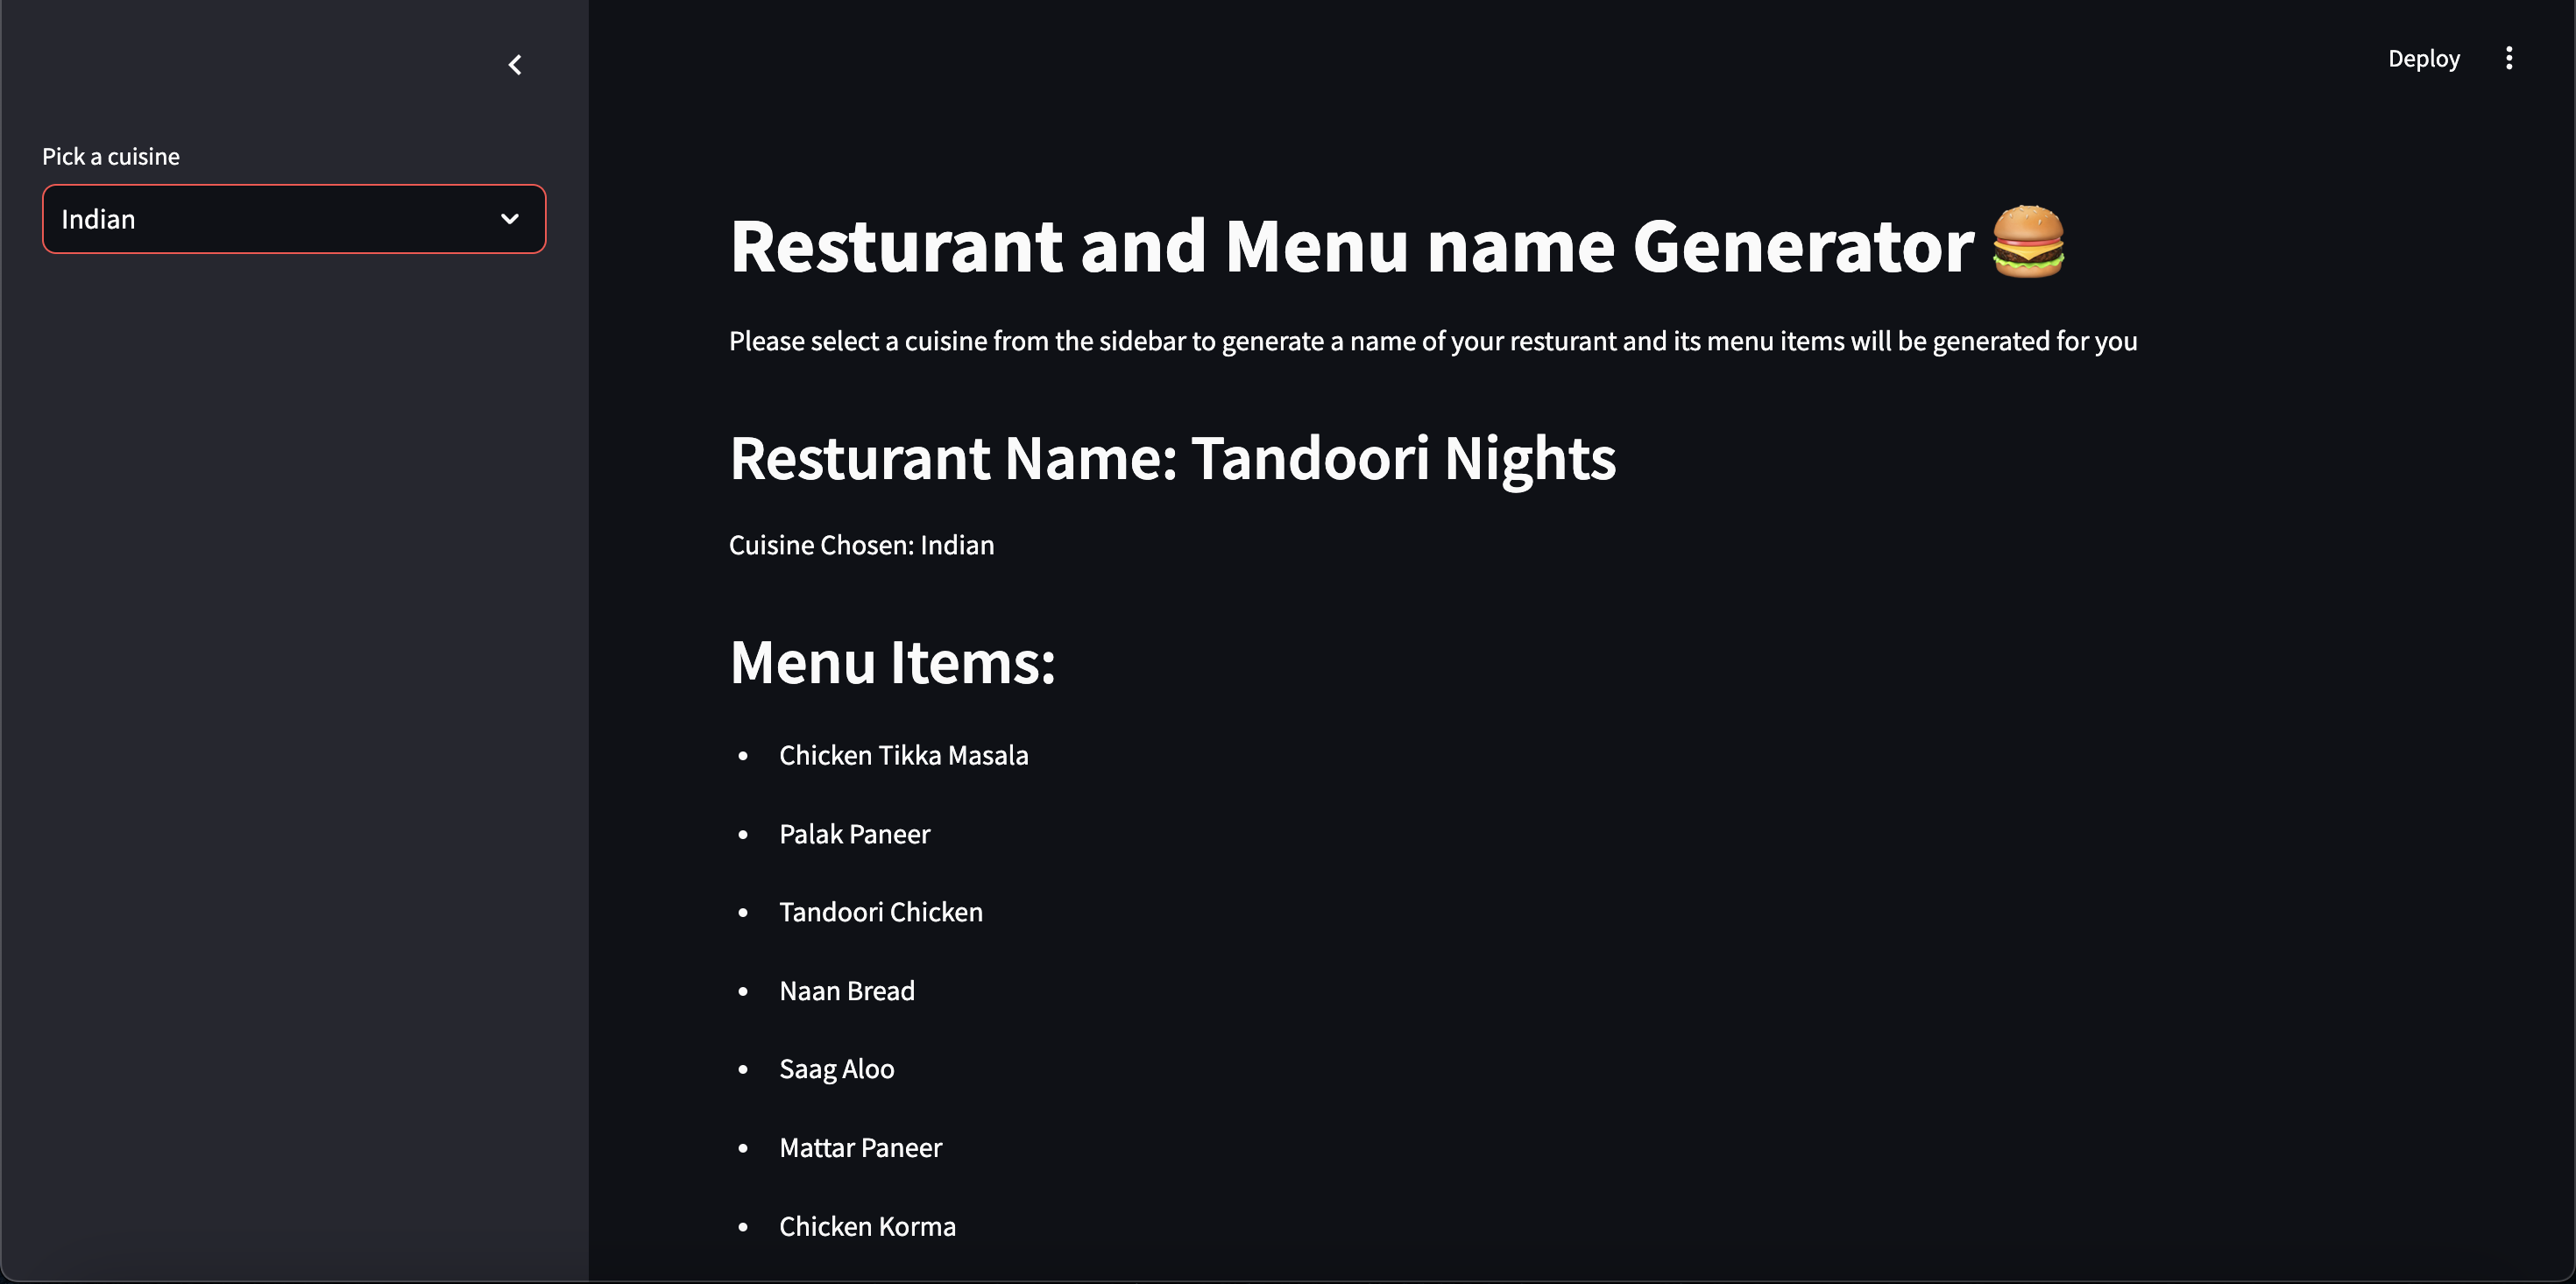 Deploy
Pick a cuisine
Indian
Resturant and Menu name Generator 🍔
Please select a cuisine from the sidebar to generate a name of your resturant and its menu items will be generated for you
Resturant Name: Tandoori Nights
Cuisine Chosen: Indian
Menu Items:
• Chicken Tikka Masala
• Palak Paneer
• Tandoori Chicken
• Naan Bread
• Saag Aloo
• Mattar Paneer
• Chicken Korma